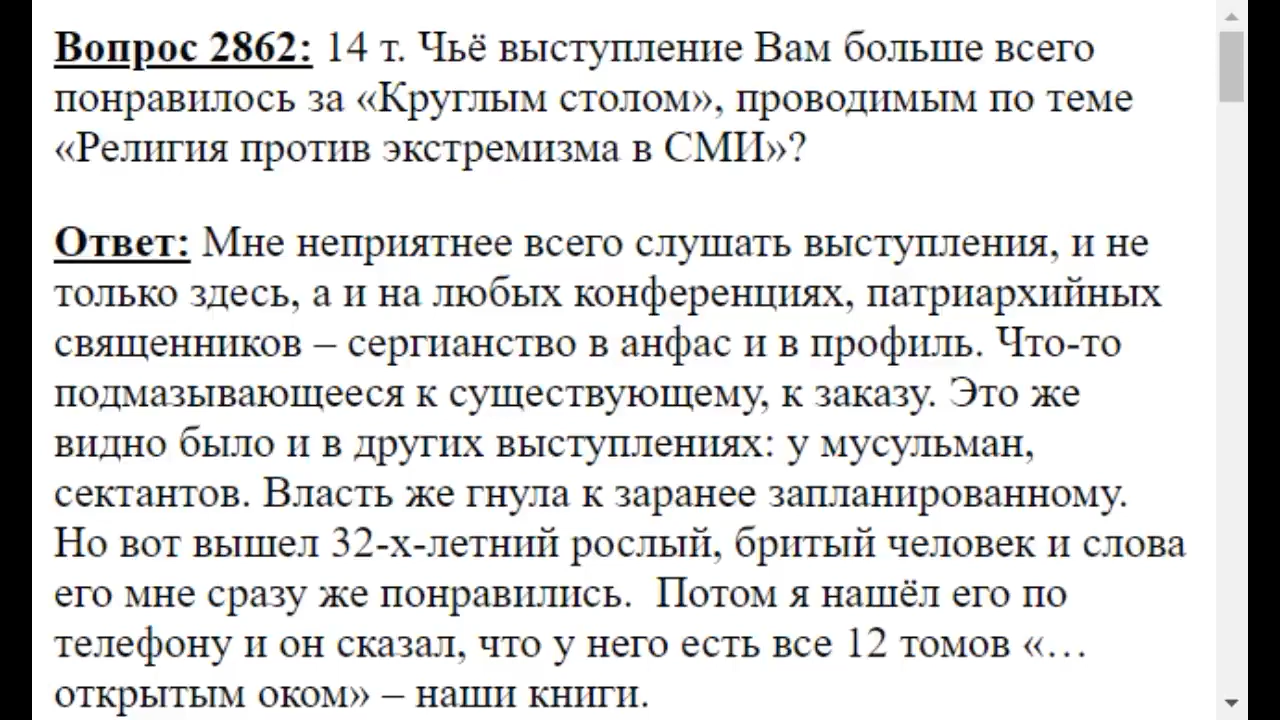 Вопрос 2862: 14 т. Чьё выступление Вам больше всего
понравилось за «Круглым столом», проводимым по теме
«Религия против экстремизма в СМИ»?
Ответ: Мне неприятнее всего слушать выступления, и не
только здесь, а и на любых конференциях, патриархийных
священников – сергианство в анфас и в профиль. Что-то
подмазывающееся к существующему, к заказу. Это же
видно было и в других выступлениях: у мусульман,
сектантов. Власть же гнула к заранее запланированному.
Но вот вышел 32-х-летний рослый, бритый человек и слова
его мне сразу же понравились.  Потом я нашёл его по
телефону и он сказал, что у него есть все 12 томов «…
открытым оком» – наши книги.